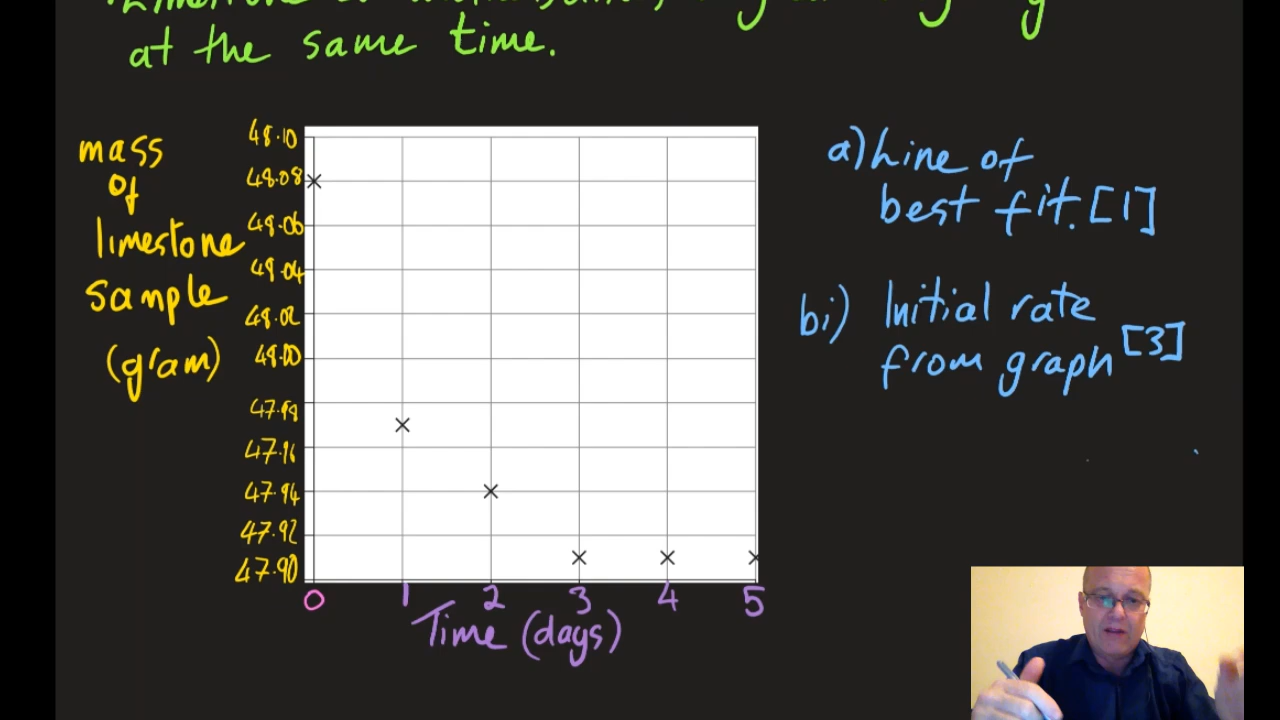 at the same time.
mass
of
limestone
sample
(gram)
48.10
48.08
48.06
48.04
48.02
48.00
47.98
47.96
47.94
47.92
47.90
0 1 2 3 4 5
Time (days)
a) Line of
best fit. [1]
bi) Initial rate
from graph [3]